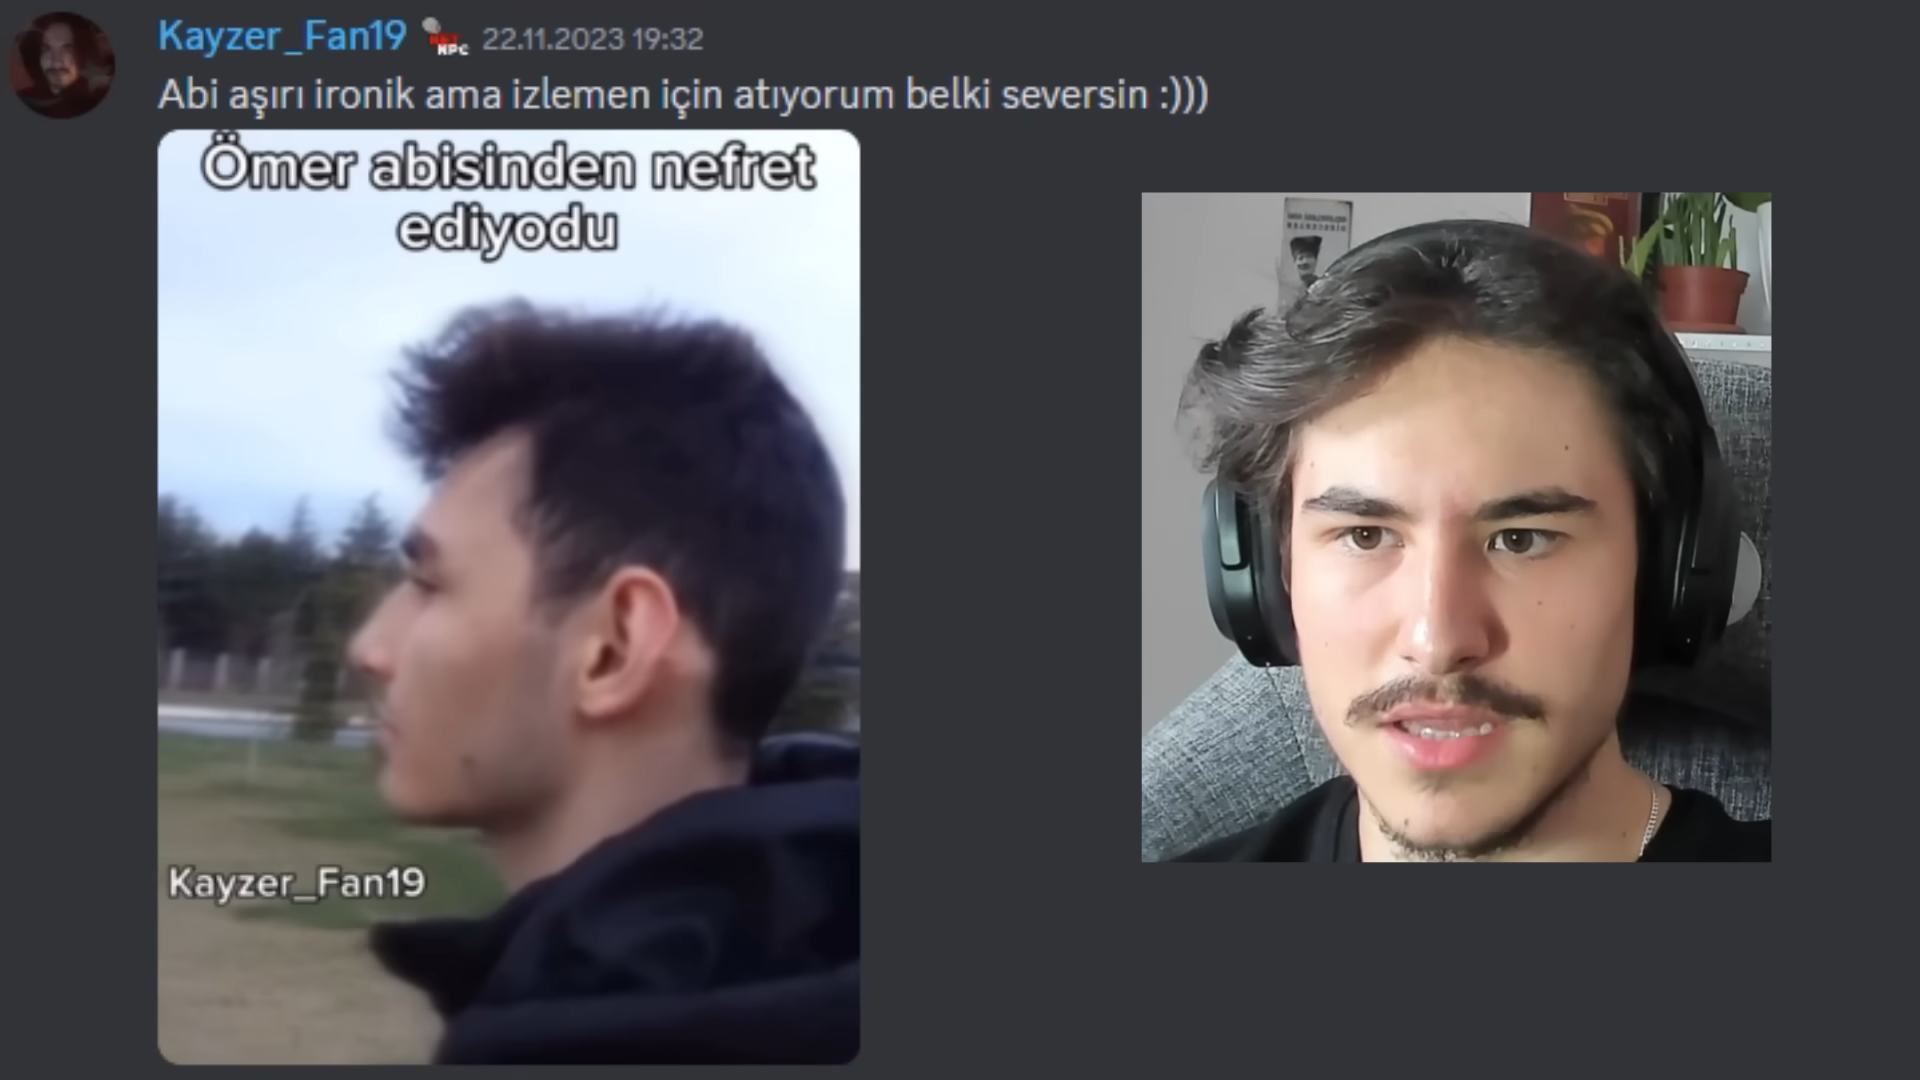 Kayzer_Fan19 NPC 22.11.2023 19:32
Abi aşırı ironik ama izlemen için atıyorum belki seversin :)))
Ömer abisinden nefret
ediyodu
Kayzer_Fan19